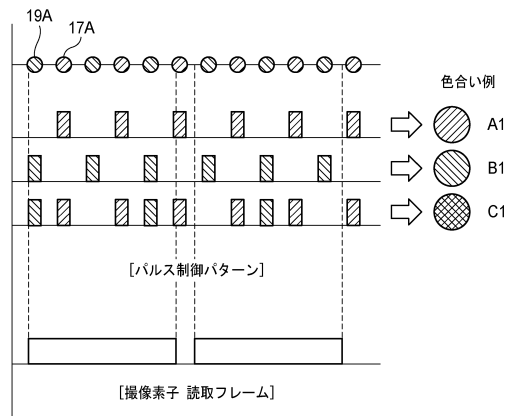 19A
17A
色合い例
A1
B1
C1
[パルス制御パターン]
[撮像素子 読取フレーム]